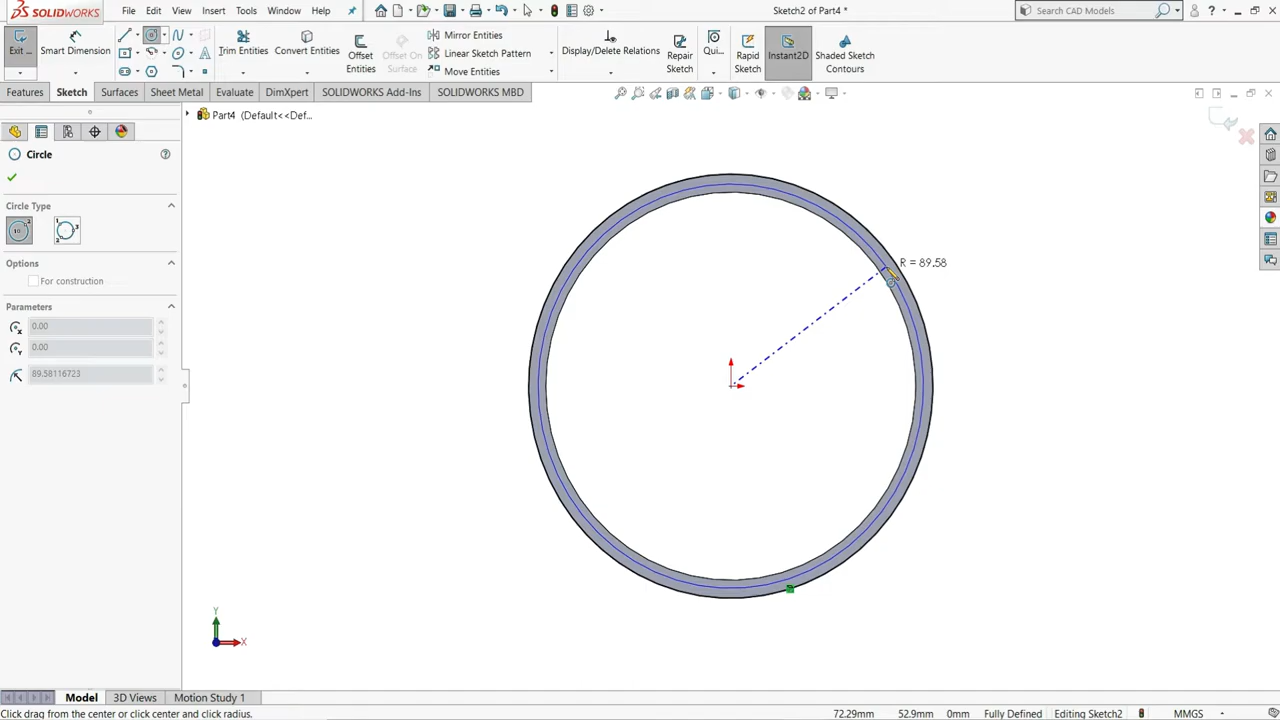 SOLIDWORKS File Edit View Insert Tools Window Help Sketch2 of Part4 * Search CAD Models ?
Exit ... Smart Dimension Trim Entities Convert Entities Offset Entities Offset On Surface Mirror Entities Linear Sketch Pattern Move Entities Display/Delete Relations Repair Sketch Qui... Rapid Sketch Instant2D Shaded Sketch Contours
Features Sketch Surfaces Sheet Metal Evaluate DimXpert SOLIDWORKS Add-Ins SOLIDWORKS MBD
Part4 (Default<<Def...
Circle
Circle Type
Options
For construction
Parameters
0.00
0.00
89.58116723
R = 89.58
Y
X
Model 3D Views Motion Study 1
Click drag from the center or click center and click radius. 72.29mm 52.9mm 0mm Fully Defined Editing Sketch2 MMGS